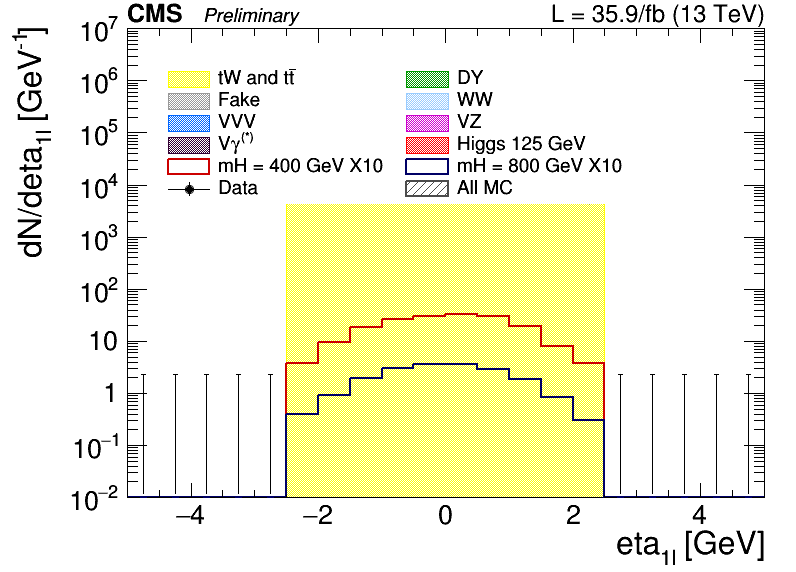 CMS Preliminary L = 35.9/fb (13 TeV)
dN/deta1l [GeV-1]
10^7
10^6
10^5
10^4
10^3
10^2
10
1
10^−1
10^−2
tW and tt̄ DY
Fake WW
VVV VZ
Vγ(*) Higgs 125 GeV
mH = 400 GeV X10 mH = 800 GeV X10
Data All MC
−4 −2 0 2 4
eta1l [GeV]